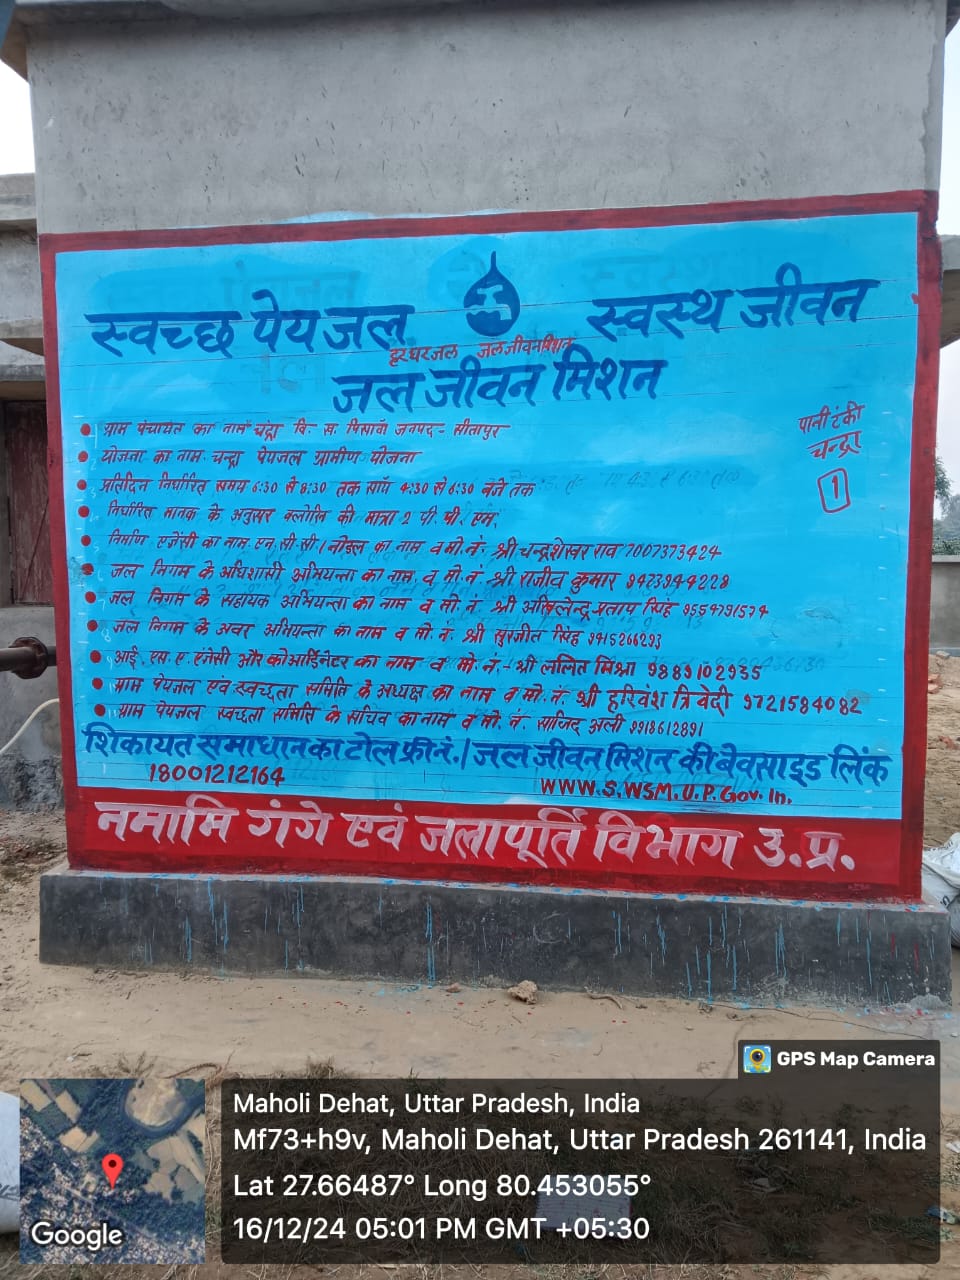 स्वच्छ पेयजल स्वस्थ जीवन
हर घर जल जल जीवन मिशन
जल जीवन मिशन
पानी टंकी
चन्द्रा
1
ग्राम पंचायत का नाम चंद्रा वि. ख. पिसावां जनपद - सीतापुर
योजना का नाम. चन्द्रा पेयजल ग्रामीण योजना
प्रतिदिन निर्धारित समय 6:30 से 8:30 तक सांय 4:30 से 6:30 बजे तक
निर्धारित मानक के अनुसार क्लोरीन की मात्रा 2 पी. पी. एम.
निर्माण एजेंसी का नाम एन. सी. सी / नोडल का नाम व मो. नं. श्री चन्द्रशेखर राव 7007373424
जल निगम के अधिशासी अभियन्ता का नाम. व मो. नं. श्री राजीव कुमार 9473944228
जल निगम के सहायक अभियन्ता का नाम व मो. नं. श्री अखिलेन्द्र प्रताप सिंह 9554791574
जल निगम के अवर अभियन्ता का नाम व मो. नं. श्री सुरजीत सिंह 9415266293
आई. एस. ए. एंजेसी और कोआर्डिनेटर का नाम व मो. नं. - श्री ललित मिश्रा 9889102935
ग्राम पेयजल एवं स्वच्छता समिति के अध्यक्ष का नाम व मो. नं. श्री हरिवंश त्रिवेदी 9721584082
ग्राम पेयजल स्वच्छता समिति के सचिव का नाम व मो. नं. साजिद अली 9918612891
शिकायत समाधान का टोल फ्री नं. / जल जीवन मिशन की बेवसाइड लिंक
18001212164 WWW.S.WSM.U.P.Gov.In.
नमामि गंगे एवं जलापूर्ति विभाग उ.प्र.
GPS Map Camera
Maholi Dehat, Uttar Pradesh, India
Mf73+h9v, Maholi Dehat, Uttar Pradesh 261141, India
Lat 27.66487° Long 80.453055°
16/12/24 05:01 PM GMT +05:30
Google